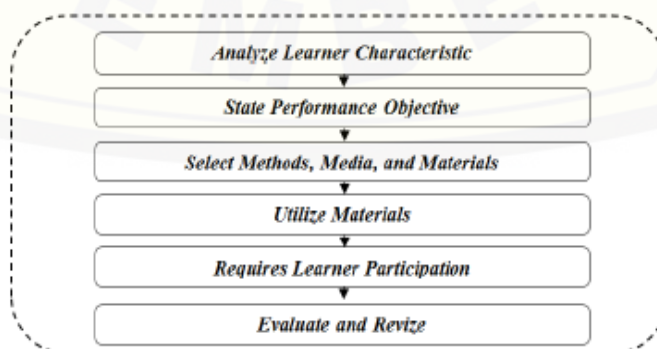 Analyze Learner Characteristic
State Performance Objective
Select Methods, Media, and Materials
Utilize Materials
Requires Learner Participation
Evaluate and Revize